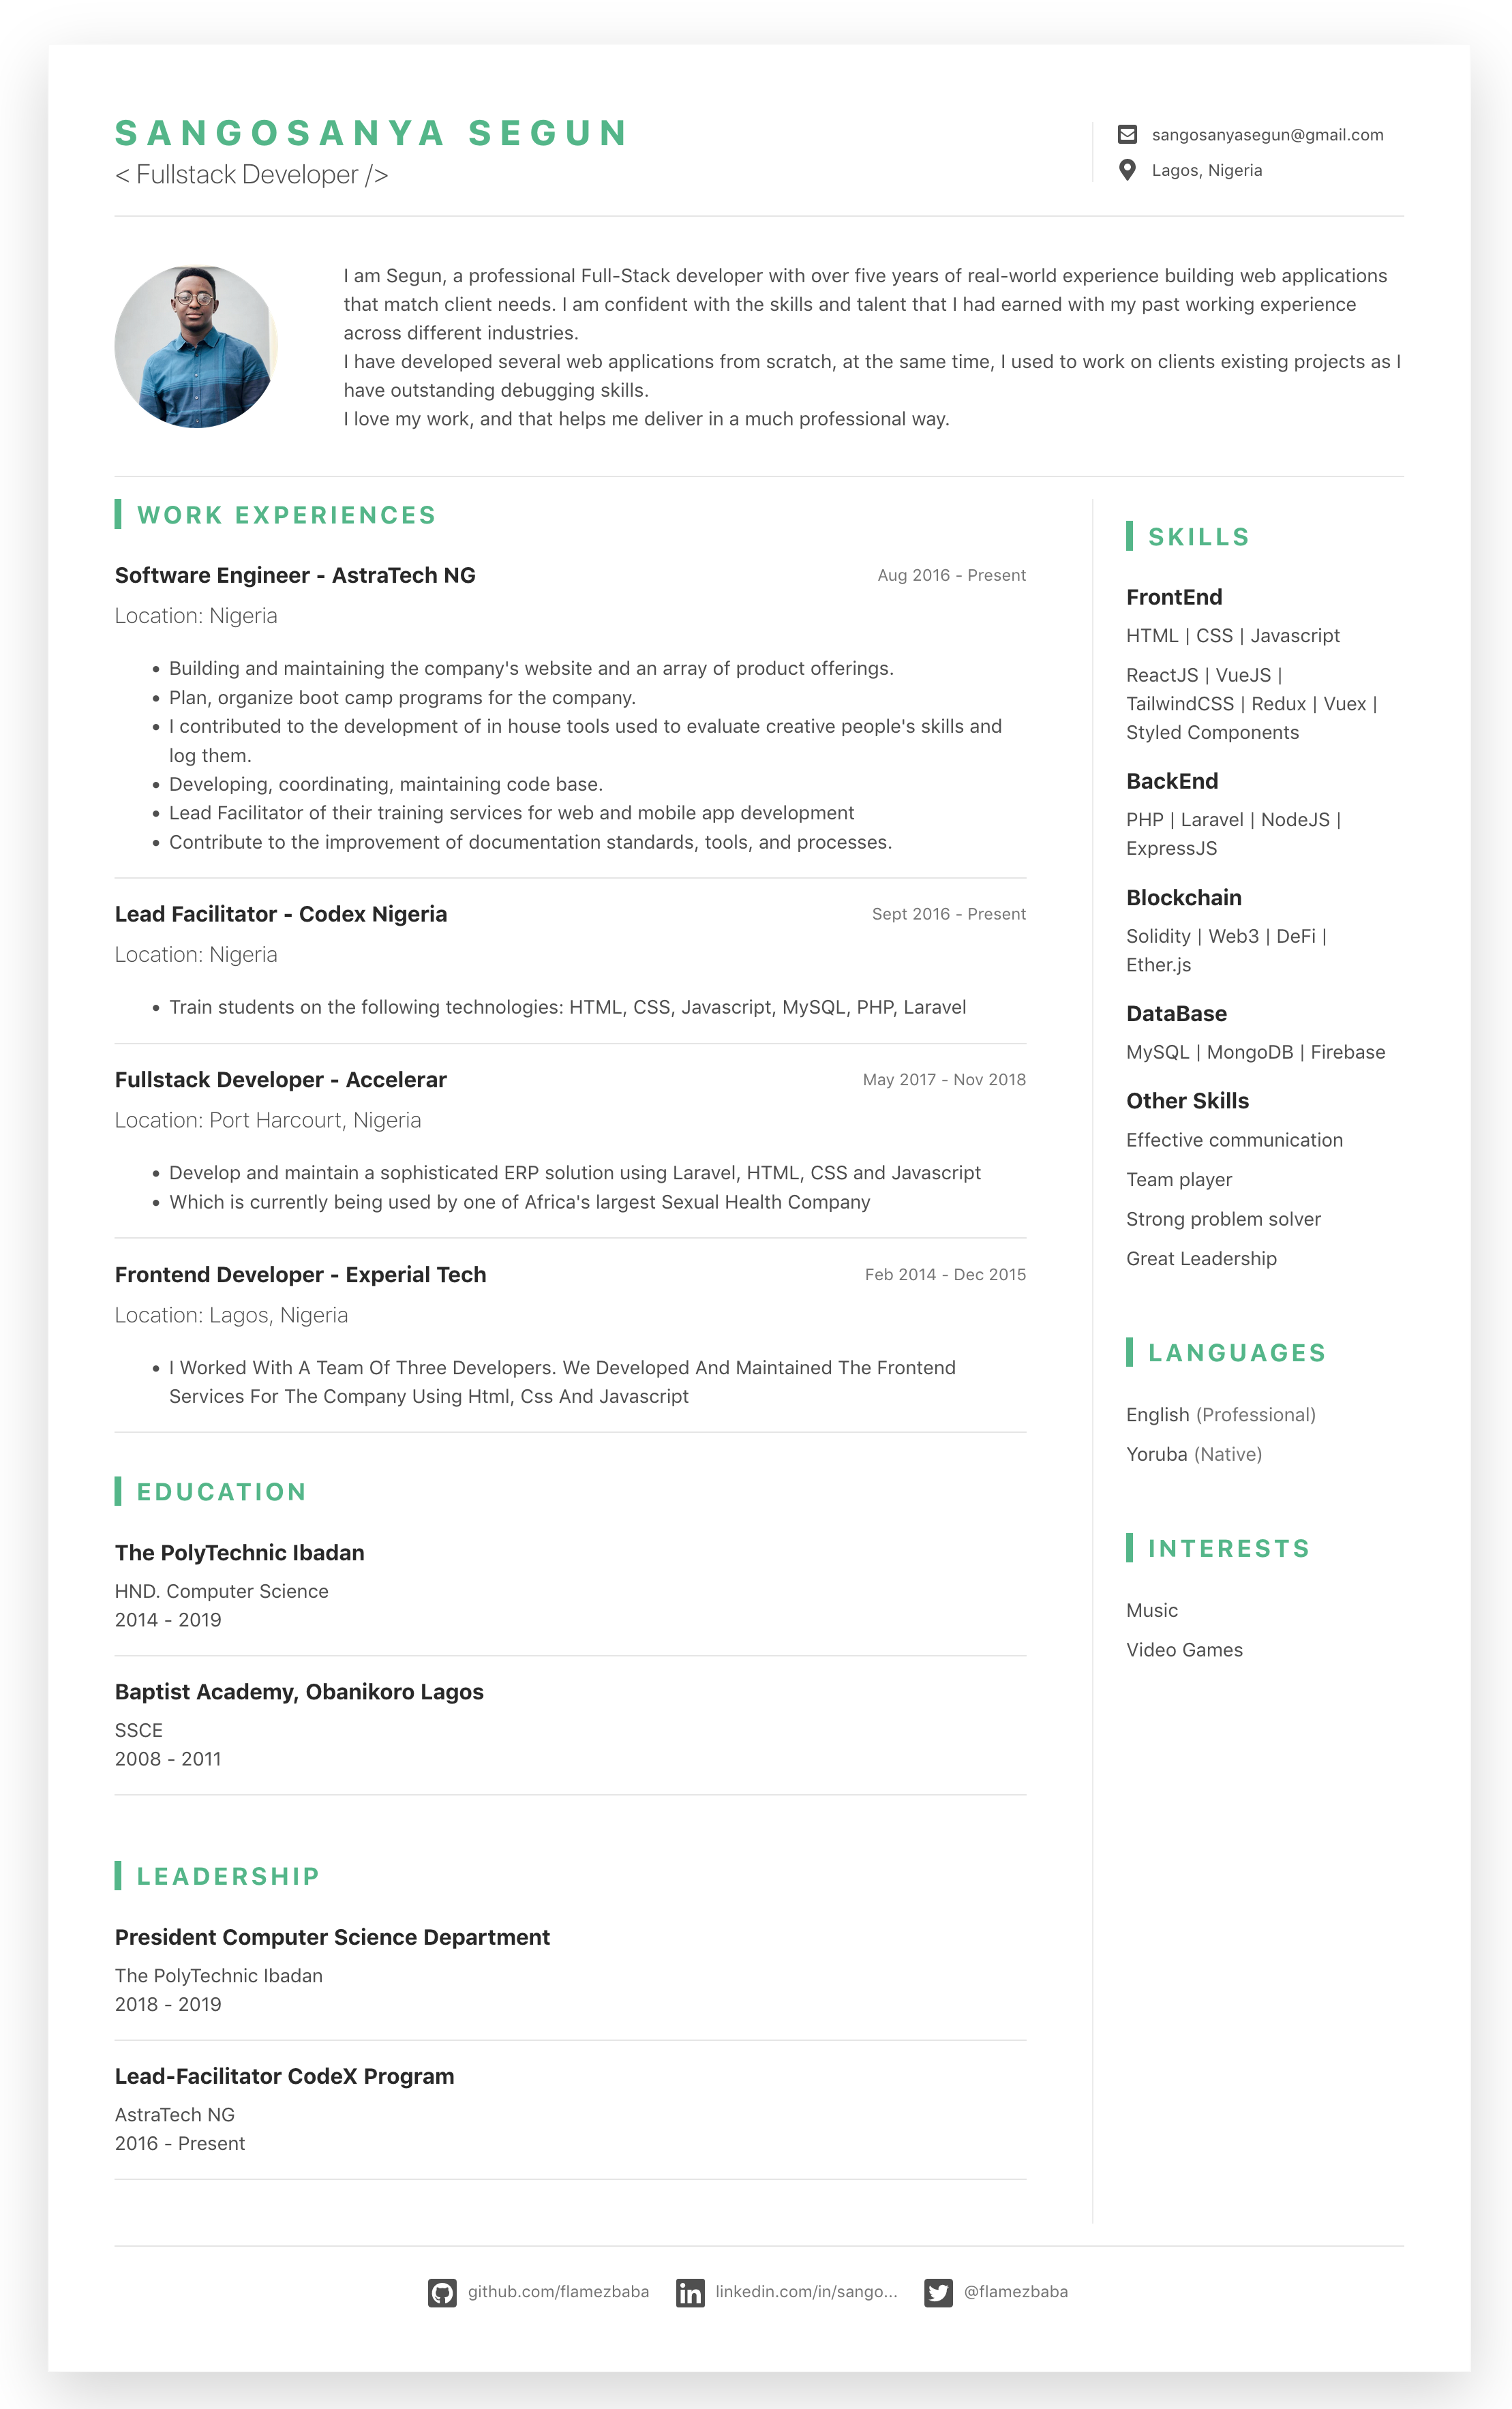 SANGOSANYA SEGUN
< Fullstack Developer />
sangosanyasegun@gmail.com
Lagos, Nigeria
I am Segun, a professional Full-Stack developer with over five years of real-world experience building web applications
that match client needs. I am confident with the skills and talent that I had earned with my past working experience
across different industries.
I have developed several web applications from scratch, at the same time, I used to work on clients existing projects as I
have outstanding debugging skills.
I love my work, and that helps me deliver in a much professional way.
WORK EXPERIENCES
Software Engineer - AstraTech NG
Aug 2016 - Present
Location: Nigeria
• Building and maintaining the company's website and an array of product offerings.
• Plan, organize boot camp programs for the company.
• I contributed to the development of in house tools used to evaluate creative people's skills and
log them.
• Developing, coordinating, maintaining code base.
• Lead Facilitator of their training services for web and mobile app development
• Contribute to the improvement of documentation standards, tools, and processes.
Lead Facilitator - Codex Nigeria
Sept 2016 - Present
Location: Nigeria
• Train students on the following technologies: HTML, CSS, Javascript, MySQL, PHP, Laravel
Fullstack Developer - Accelerar
May 2017 - Nov 2018
Location: Port Harcourt, Nigeria
• Develop and maintain a sophisticated ERP solution using Laravel, HTML, CSS and Javascript
• Which is currently being used by one of Africa's largest Sexual Health Company
Frontend Developer - Experial Tech
Feb 2014 - Dec 2015
Location: Lagos, Nigeria
• I Worked With A Team Of Three Developers. We Developed And Maintained The Frontend
Services For The Company Using Html, Css And Javascript
EDUCATION
The PolyTechnic Ibadan
HND. Computer Science
2014 - 2019
Baptist Academy, Obanikoro Lagos
SSCE
2008 - 2011
LEADERSHIP
President Computer Science Department
The PolyTechnic Ibadan
2018 - 2019
Lead-Facilitator CodeX Program
AstraTech NG
2016 - Present
SKILLS
FrontEnd
HTML | CSS | Javascript
ReactJS | VueJS |
TailwindCSS | Redux | Vuex |
Styled Components
BackEnd
PHP | Laravel | NodeJS |
ExpressJS
Blockchain
Solidity | Web3 | DeFi |
Ether.js
DataBase
MySQL | MongoDB | Firebase
Other Skills
Effective communication
Team player
Strong problem solver
Great Leadership
LANGUAGES
English (Professional)
Yoruba (Native)
INTERESTS
Music
Video Games
github.com/flamezbaba
linkedin.com/in/sango...
@flamezbaba